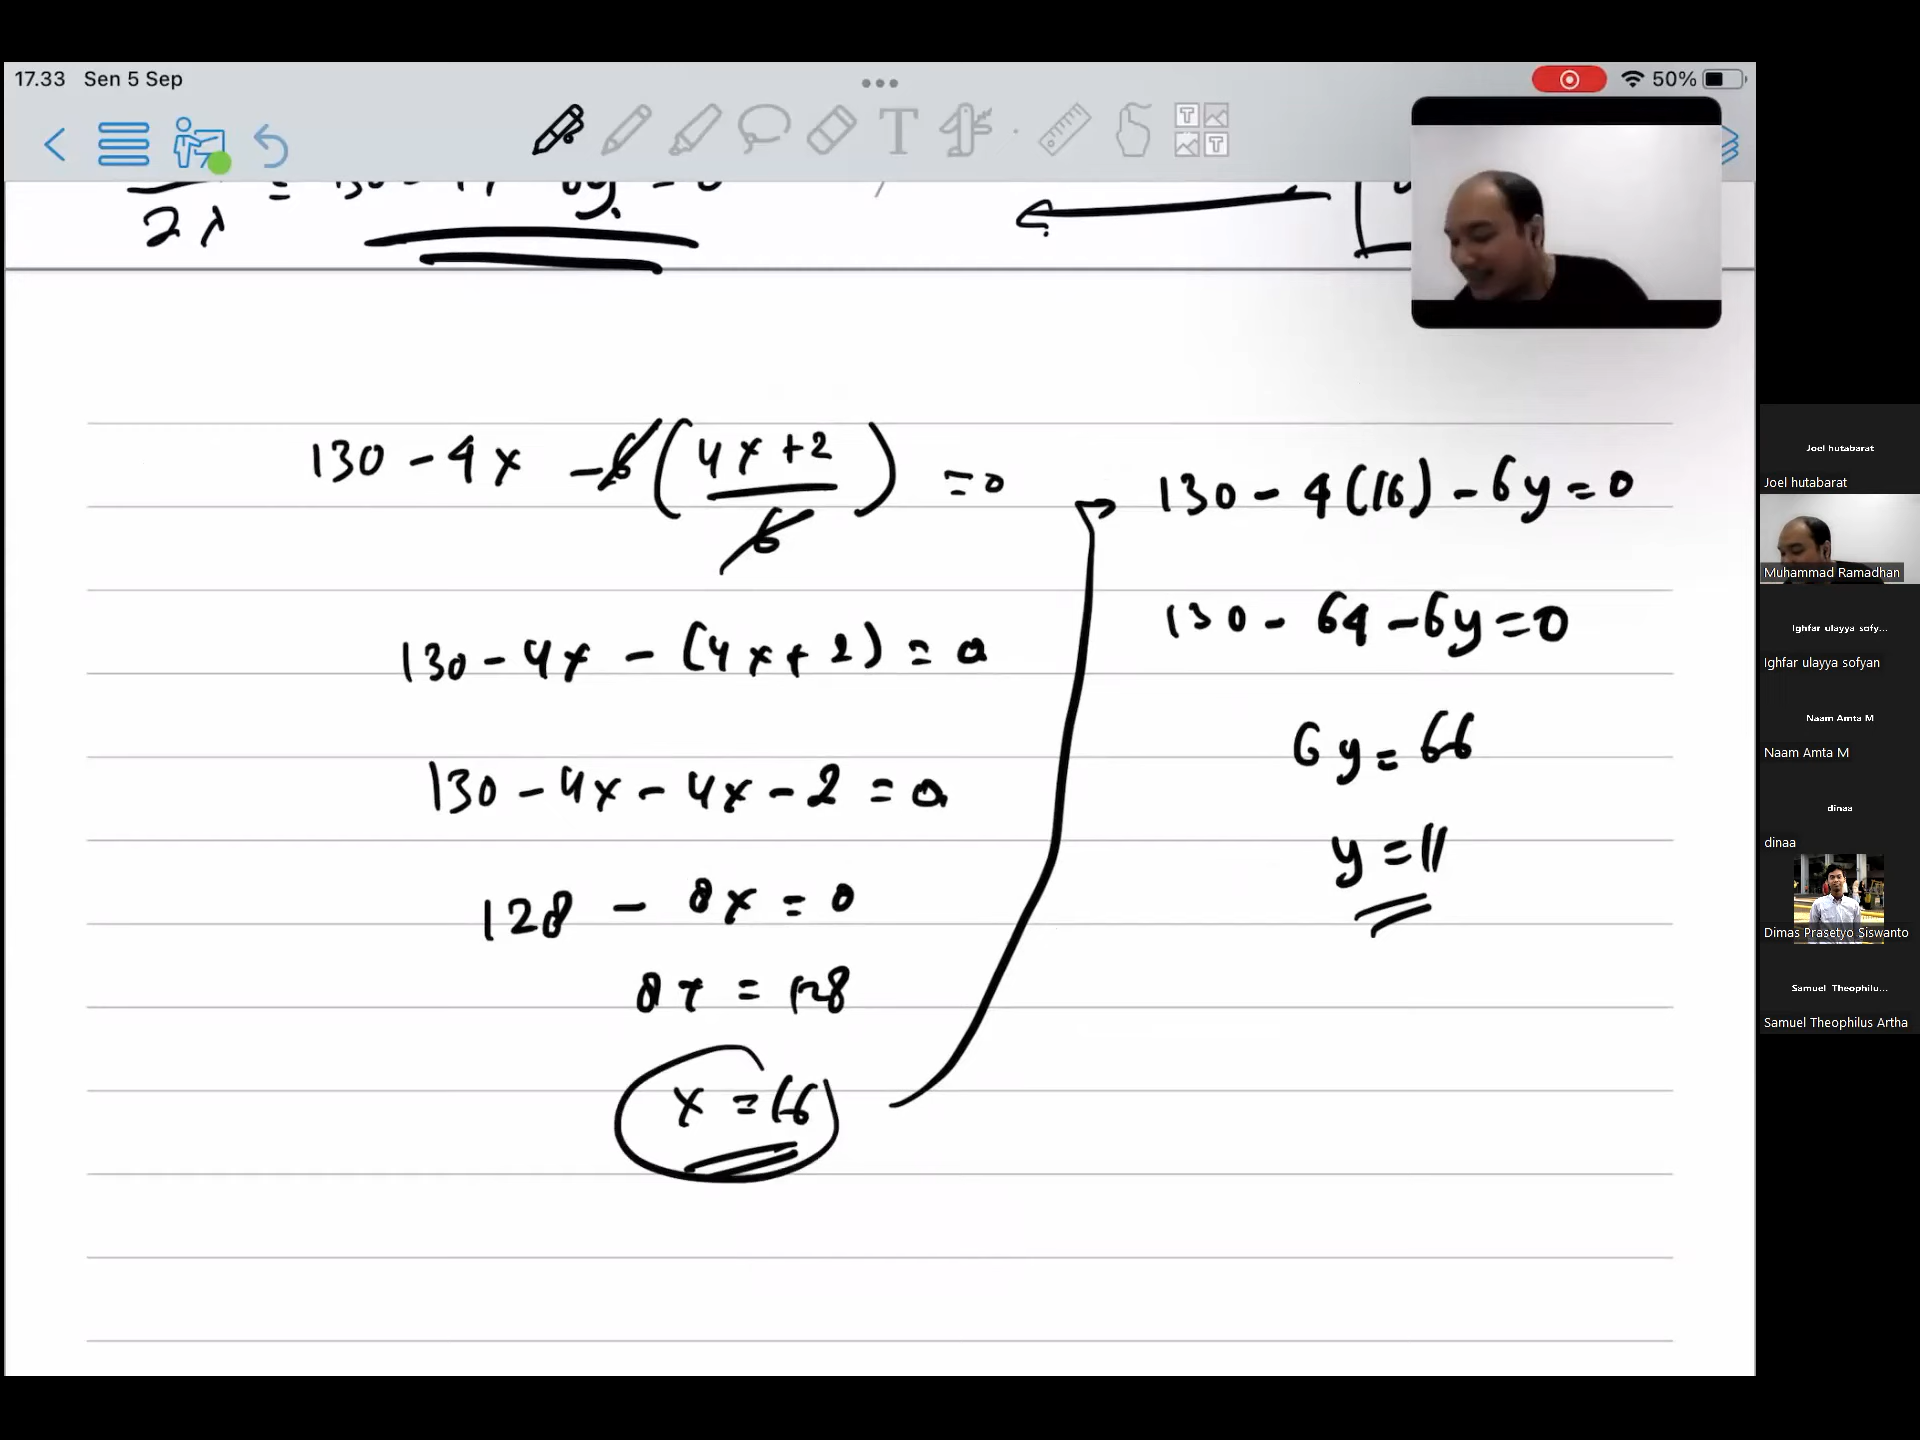 17.33 Sen 5 Sep
50%
T
2λ
130 - 4x - 6(4x + 2 / 6) = 0
130 - 4x - (4x + 2) = 0
130 - 4x - 4x - 2 = 0
128 - 8x = 0
8x = 128
x = 16
130 - 4(16) - 6y = 0
130 - 64 - 6y = 0
6y = 66
y = 11
Joel hutabarat
Joel hutabarat
Muhammad Ramadhan
Ighfar ulayya sofy...
Ighfar ulayya sofyan
Naam Amta M
Naam Amta M
dinaa
dinaa
Dimas Prasetyo Siswanto
Samuel Theophilu...
Samuel Theophilus Artha